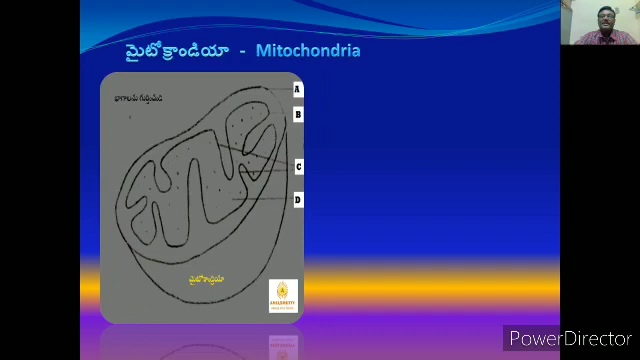 మైటోక్రాండియా - Mitochondria
భాగాలను గుర్తించండి
A
B
C
D
మైటోకాండ్రియా
PowerDirector